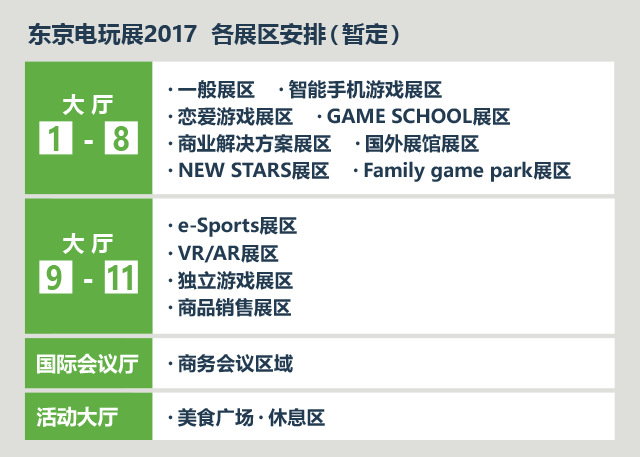 东京电玩展2017 各展区安排（暂定）
大厅
1 - 8
·一般展区 ·智能手机游戏展区
·恋爱游戏展区 ·GAME SCHOOL展区
·商业解决方案展区 ·国外展馆展区
·NEW STARS展区 ·Family game park展区
大厅
9 - 11
·e-Sports展区
·VR/AR展区
·独立游戏展区
·商品销售展区
国际会议厅
·商务会议区域
活动大厅
·美食广场·休息区